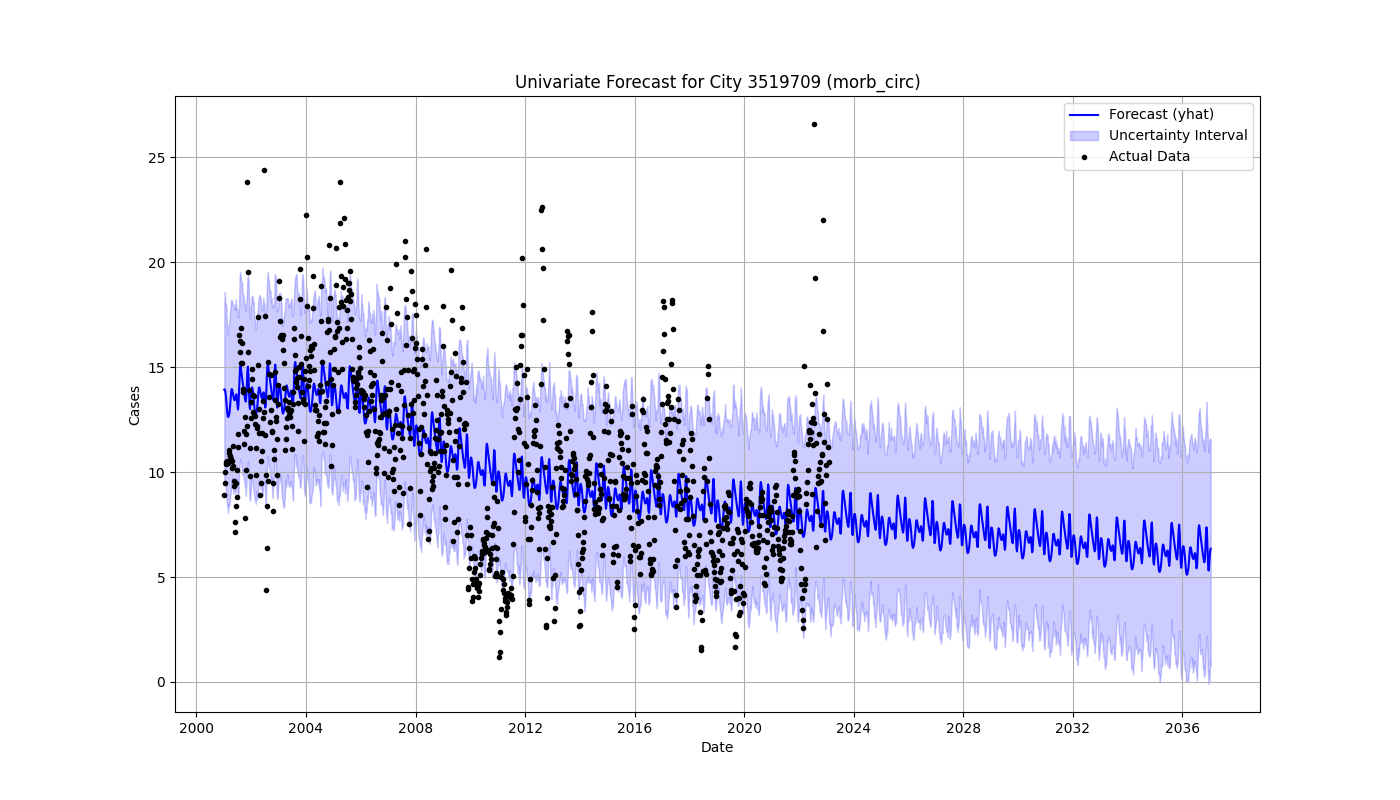 Univariate Forecast for City 3519709 (morb_circ)
Forecast (yhat)
Uncertainty Interval
Actual Data
Cases
25
20
15
10
5
0
2000 2004 2008 2012 2016 2020 2024 2028 2032 2036
Date